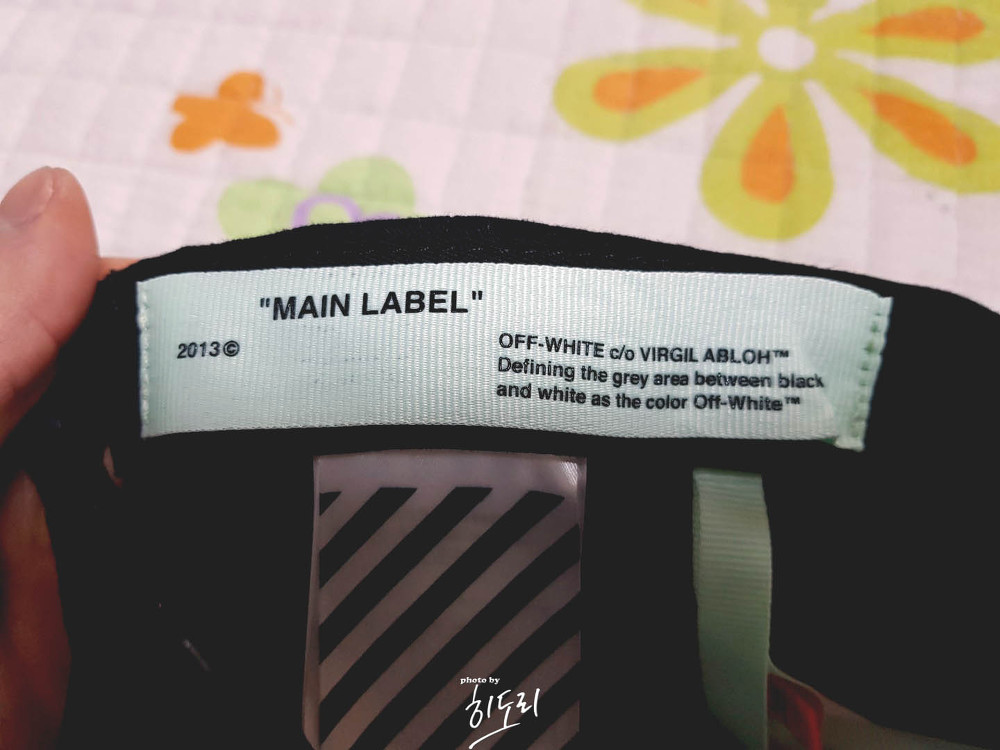 "MAIN LABEL"
2013©
OFF-WHITE c/o VIRGIL ABLOH™
Defining the grey area between black
and white as the color Off-White™
photo by
히도리